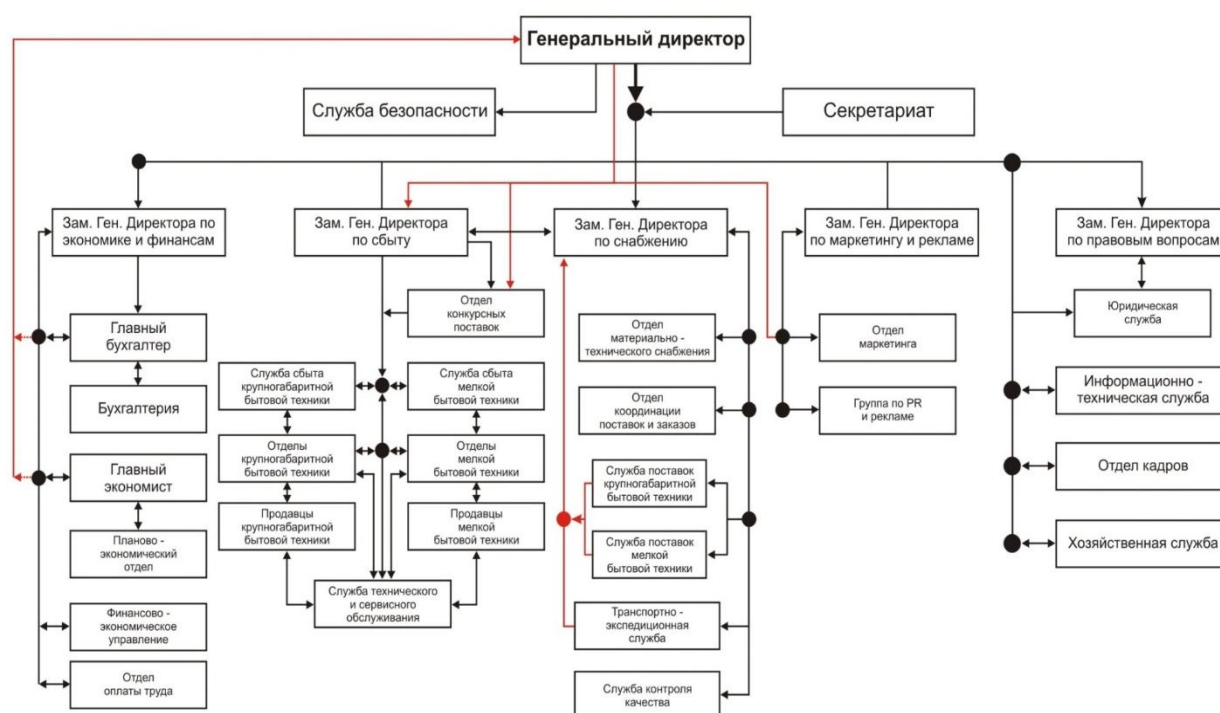 Генеральный директор
Служба безопасности
Секретариат
Зам. Ген. Директора по
экономике и финансам
Зам. Ген. Директора
по сбыту
Зам. Ген. Директора
по снабжению
Зам. Ген. Директора
по маркетингу и рекламе
Зам. Ген. Директора
по правовым вопросам
Главный
бухгалтер
Бухгалтерия
Главный
экономист
Планово -
экономический
отдел
Финансово -
экономическое
управление
Отдел
оплаты труда
Отдел
конкурсных
поставок
Служба сбыта
крупногабаритной
бытовой техники
Служба сбыта
мелкой
бытовой техники
Отделы
крупногабаритной
бытовой техники
Отделы
мелкой
бытовой техники
Продавцы
крупногабаритной
бытовой техники
Продавцы
мелкой
бытовой техники
Служба технического
и сервисного
обслуживания
Отдел
материально -
технического снабжения
Отдел
координации
поставок и заказов
Служба поставок
крупногабаритной
бытовой техники
Служба поставок
мелкой
бытовой техники
Транспортно -
экспедиционная
служба
Служба контроля
качества
Отдел
маркетинга
Группа по PR
и рекламе
Юридическая
служба
Информационно -
техническая служба
Отдел кадров
Хозяйственная служба